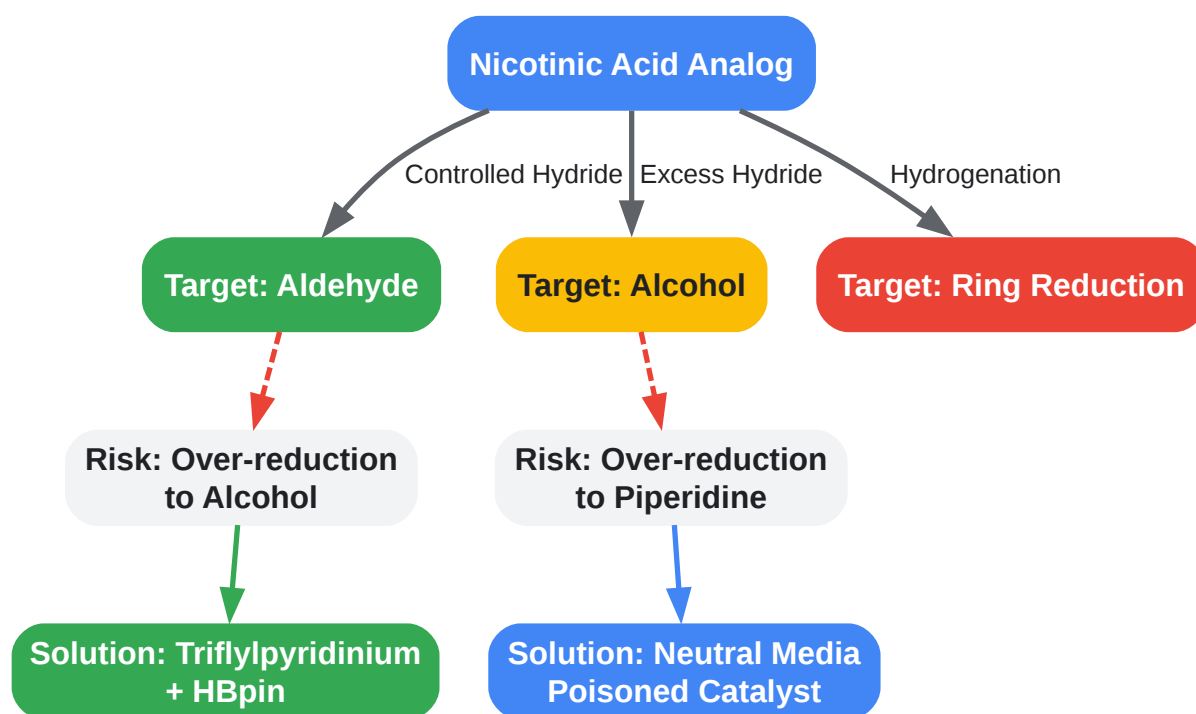 Nicotinic Acid Analog
Controlled Hydride
Excess Hydride
Hydrogenation
Target: Aldehyde
Target: Alcohol
Target: Ring Reduction
Risk: Over-reduction
to Alcohol
Risk: Over-reduction
to Piperidine
Solution: Triflylpyridinium
+ HBpin
Solution: Neutral Media
Poisoned Catalyst